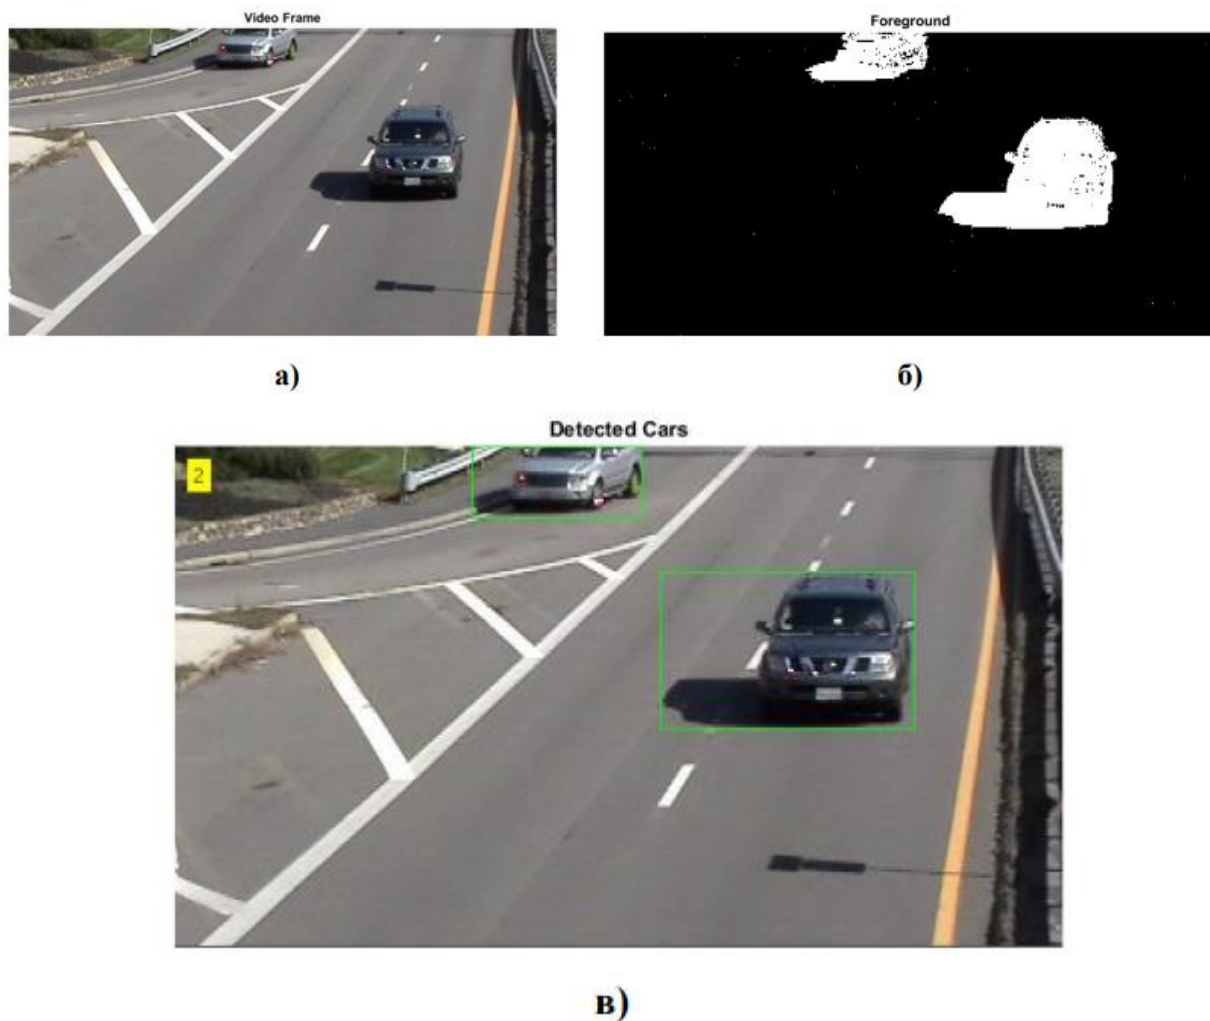 Video Frame
Foreground
а)
б)
Detected Cars
2
в)